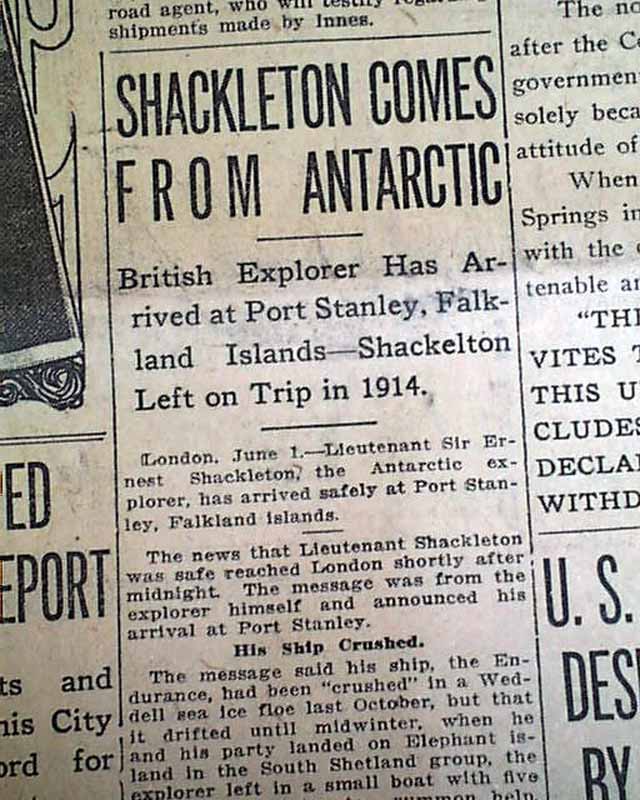 road agent, who will testify
shipments made by Innes.
SHACKLETON COMES
FROM ANTARCTIC
British Explorer Has Ar-
rived at Port Stanley, Falk-
land Islands—Shackelton
Left on Trip in 1914.
London, June 1.—Lieutenant Sir Er-
nest Shackleton, the Antarctic ex-
plorer, has arrived safely at Port Stan-
ley, Falkland islands.
The news that Lieutenant Shackleton
was safe reached London shortly after
midnight. The message was from the
explorer himself and announced his
arrival at Port Stanley.
His Ship Crushed.
The message said his ship, the En-
durance, had been "crushed" in a Wed-
dell sea ice floe last October, but that
it drifted until midwinter, when he
and his party landed on Elephant is-
land in the South Shetland group, the
explorer left in a small boat with five
summon help.
ED
EPORT
ts and
his City
ord for
The
after the
government
solely
attitude of
When
Springs in
with the
tenable
"THE
VITES
THIS U
CLUDES
DECLA
WITHD
U. S.
DES
BY